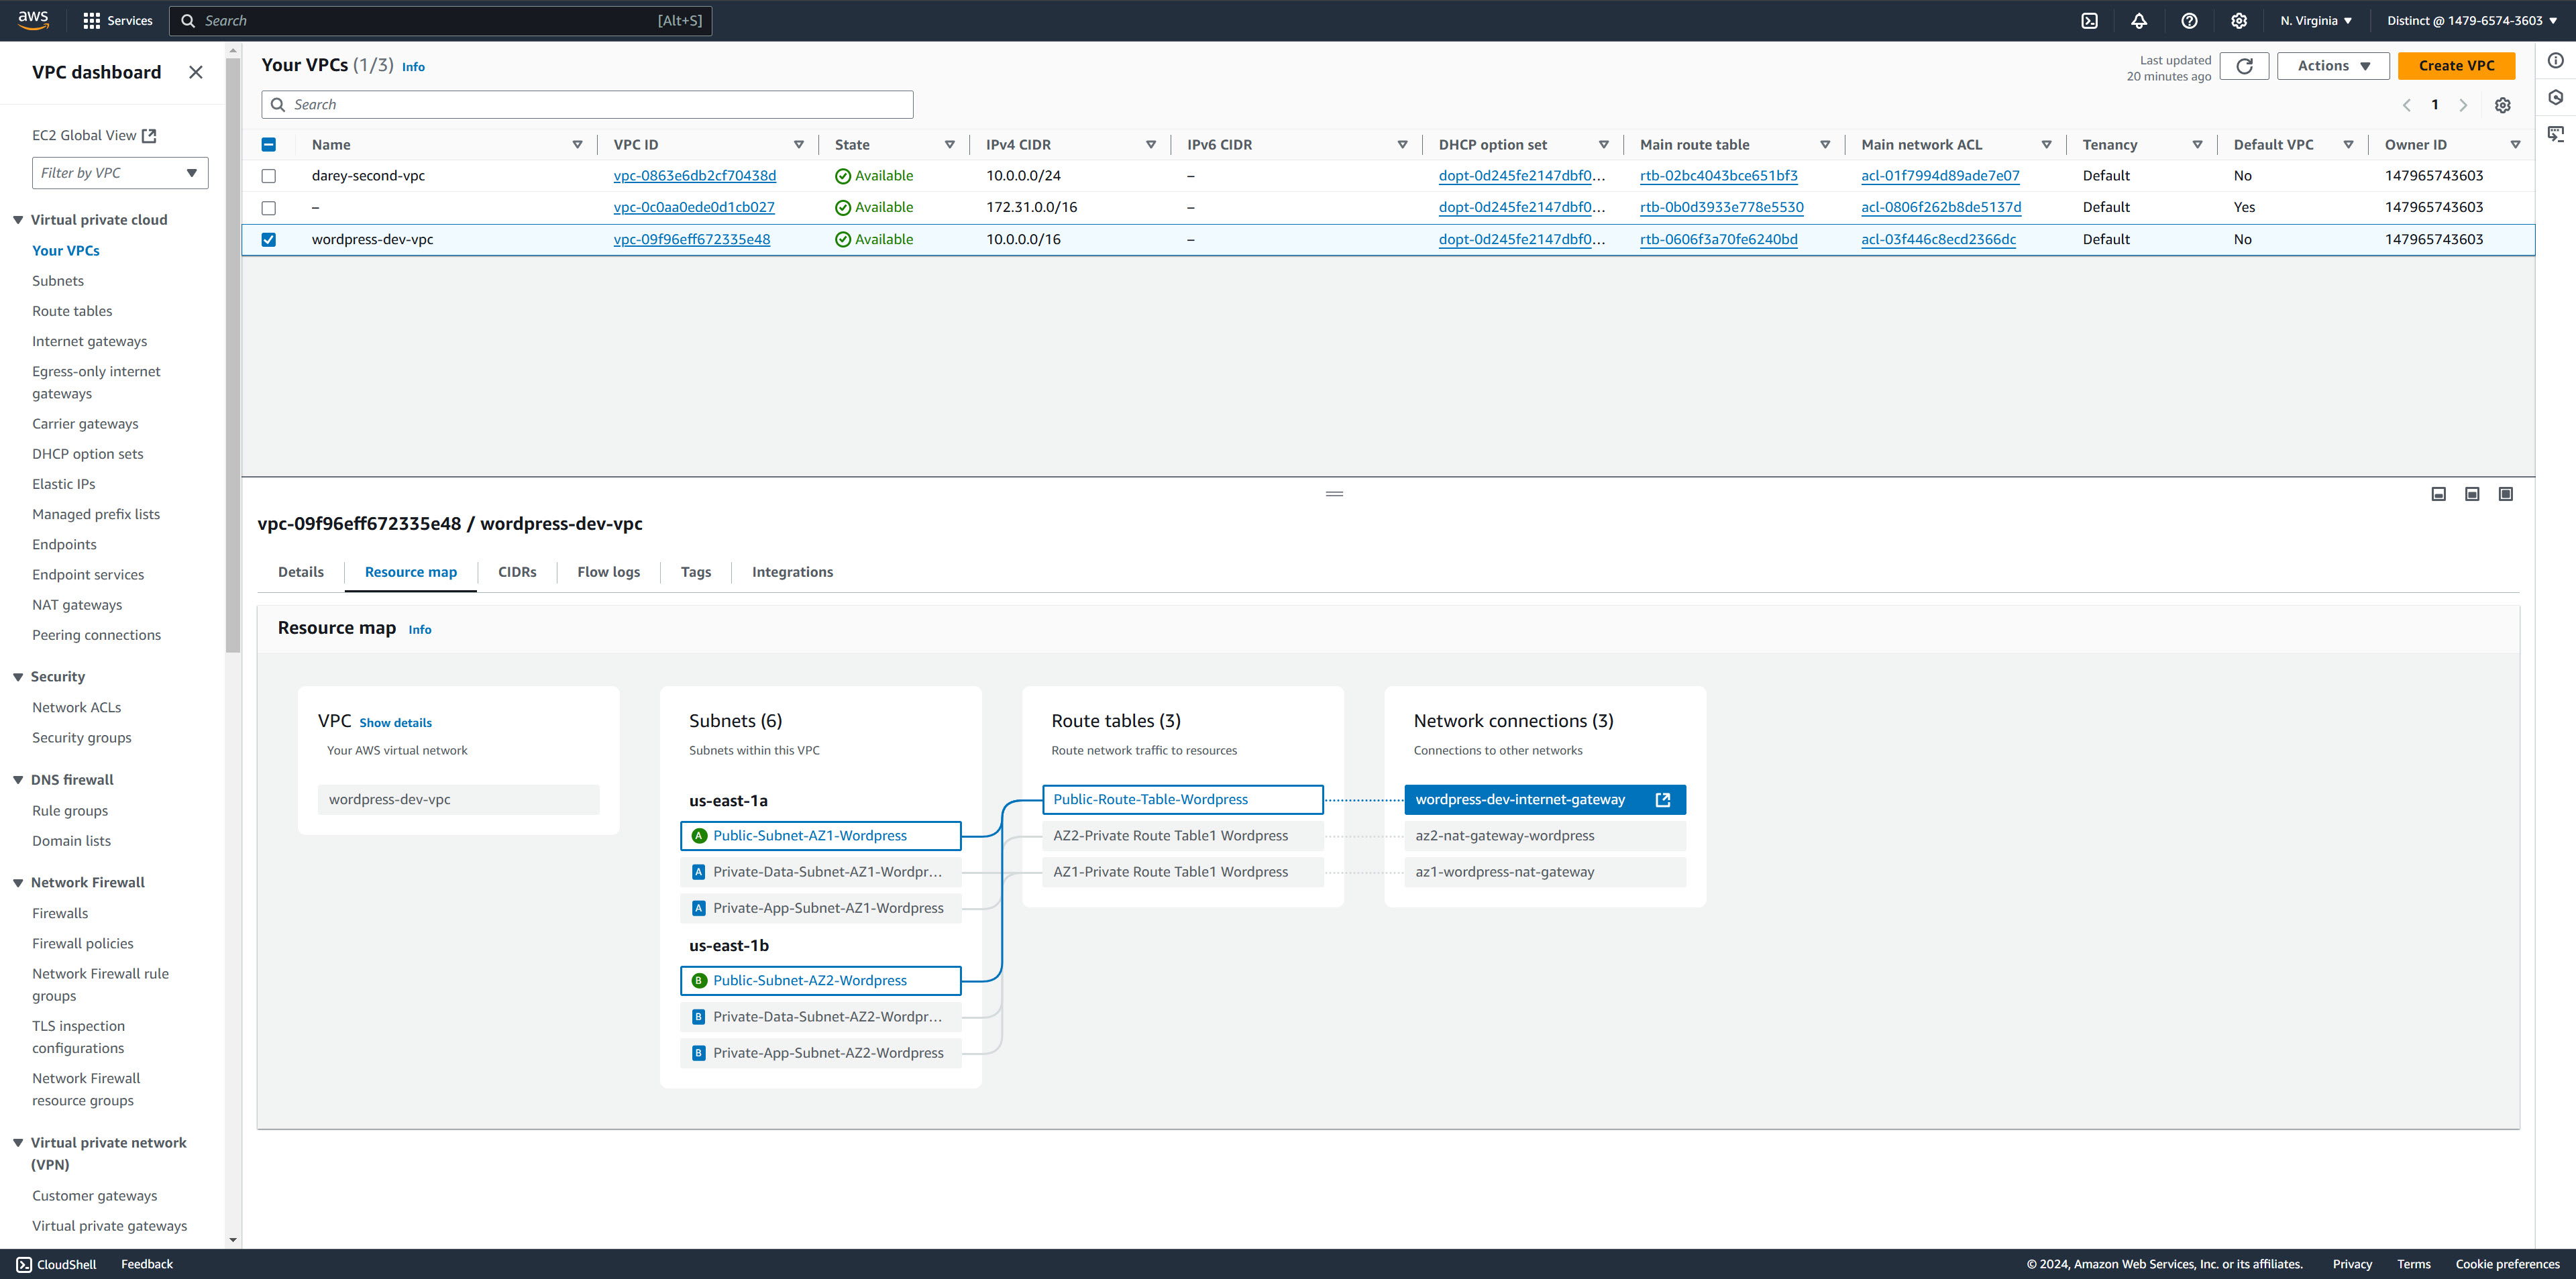 aws
Services
Search
[Alt+S]
N. Virginia
Distinct @ 1479-6574-3603
VPC dashboard
EC2 Global View
Filter by VPC
Virtual private cloud
Your VPCs
Subnets
Route tables
Internet gateways
Egress-only internet
gateways
Carrier gateways
DHCP option sets
Elastic IPs
Managed prefix lists
Endpoints
Endpoint services
NAT gateways
Peering connections
Security
Network ACLs
Security groups
DNS firewall
Rule groups
Domain lists
Network Firewall
Firewalls
Firewall policies
Network Firewall rule
groups
TLS inspection
configurations
Network Firewall
resource groups
Virtual private network
(VPN)
Customer gateways
Virtual private gateways
Your VPCs (1/3) Info
Last updated
20 minutes ago
Actions
Create VPC
Search
1
Name VPC ID State IPv4 CIDR IPv6 CIDR DHCP option set Main route table Main network ACL Tenancy Default VPC Owner ID
darey-second-vpc vpc-0863e6db2cf70438d Available 10.0.0.0/24 – dopt-0d245fe2147dbf0... rtb-02bc4043bce651bf3 acl-01f7994d89ade7e07 Default No 147965743603
– vpc-0c0aa0ede0d1cb027 Available 172.31.0.0/16 – dopt-0d245fe2147dbf0... rtb-0b0d3933e778e5530 acl-0806f262b8de5137d Default Yes 147965743603
wordpress-dev-vpc vpc-09f96eff672335e48 Available 10.0.0.0/16 – dopt-0d245fe2147dbf0... rtb-0606f3a70fe6240bd acl-03f446c8ecd2366dc Default No 147965743603
vpc-09f96eff672335e48 / wordpress-dev-vpc
Details Resource map CIDRs Flow logs Tags Integrations
Resource map Info
VPC Show details
Your AWS virtual network
wordpress-dev-vpc
Subnets (6)
Subnets within this VPC
us-east-1a
A Public-Subnet-AZ1-Wordpress
A Private-Data-Subnet-AZ1-Wordpr...
A Private-App-Subnet-AZ1-Wordpress
us-east-1b
B Public-Subnet-AZ2-Wordpress
B Private-Data-Subnet-AZ2-Wordpr...
B Private-App-Subnet-AZ2-Wordpress
Route tables (3)
Route network traffic to resources
Public-Route-Table-Wordpress
AZ2-Private Route Table1 Wordpress
AZ1-Private Route Table1 Wordpress
Network connections (3)
Connections to other networks
wordpress-dev-internet-gateway
az2-nat-gateway-wordpress
az1-wordpress-nat-gateway
CloudShell Feedback
© 2024, Amazon Web Services, Inc. or its affiliates. Privacy Terms Cookie preferences